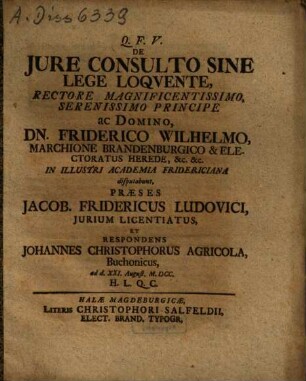 A. Diss 6339
Q. F. V.
DE
JURE CONSULTO SINE
LEGE LOQVENTE,
RECTORE MAGNIFICENTISSIMO,
SERENISSIMO PRINCIPE
ac DOMINO,
DN. FRIDERICO WILHELMO,
MARCHIONE BRANDENBURGICO & ELE-
CTORATUS HEREDE, &c. &c.
IN ILLUSTRI ACADEMIA FRIDERICIANA
disputabunt,
PRÆSES
JACOB. FRIDERICUS LUDOVICI,
JURIUM LICENTIATUS,
ET
RESPONDENS
JOHANNES CHRISTOPHORUS AGRICOLA,
Buchonicus,
ad d. XXI. August. M. DCC.
H. L. Q. C.
HALÆ MAGDEBURGICÆ,
LITERIS CHRISTOPHORI SALFELDII,
ELECT. BRAND. TYPOGR.